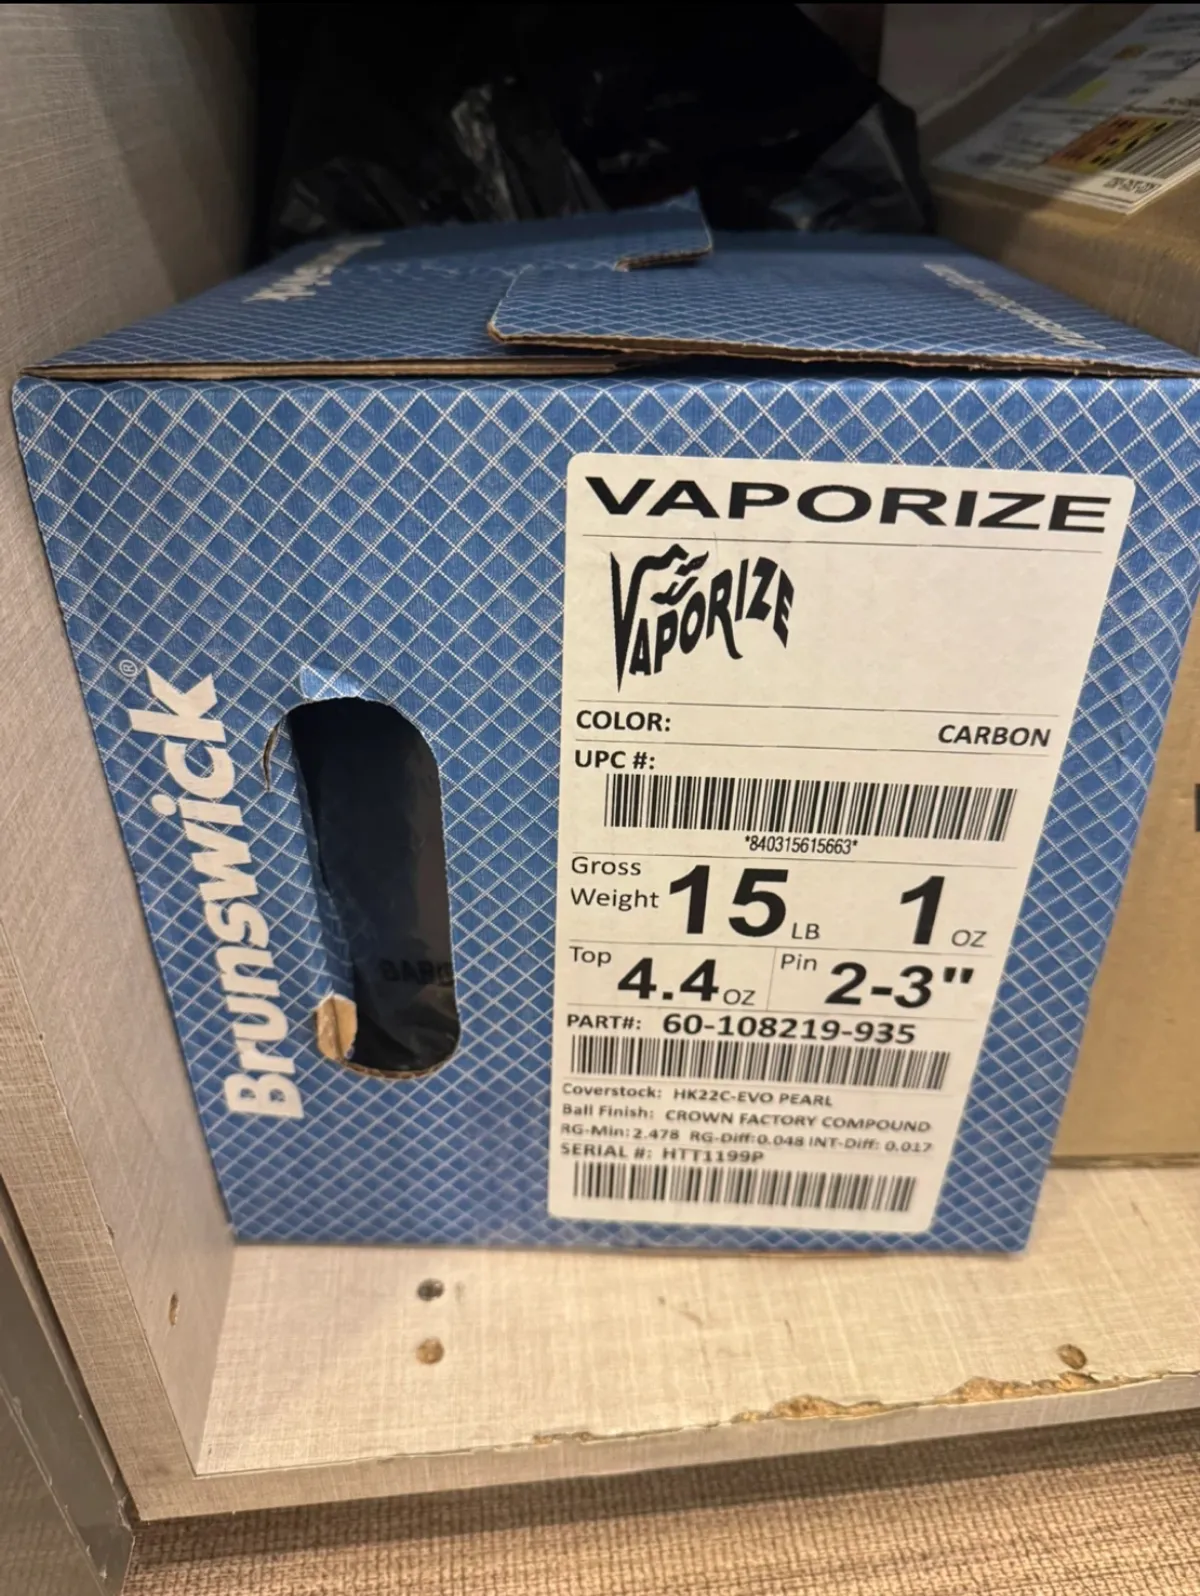 VAPORIZE
VAPORIZE
COLOR: CARBON
UPC #:
*840315615663*
Gross Weight 15 LB 1 OZ
Top 4.4 OZ Pin 2-3"
PART#: 60-108219-935
Coverstock: HK22C-EVO PEARL
Ball Finish: CROWN FACTORY COMPOUND
RG-Min: 2.478 RG-Diff: 0.048 INT-Diff: 0.017
SERIAL #: HTT1199P
Brunswick®